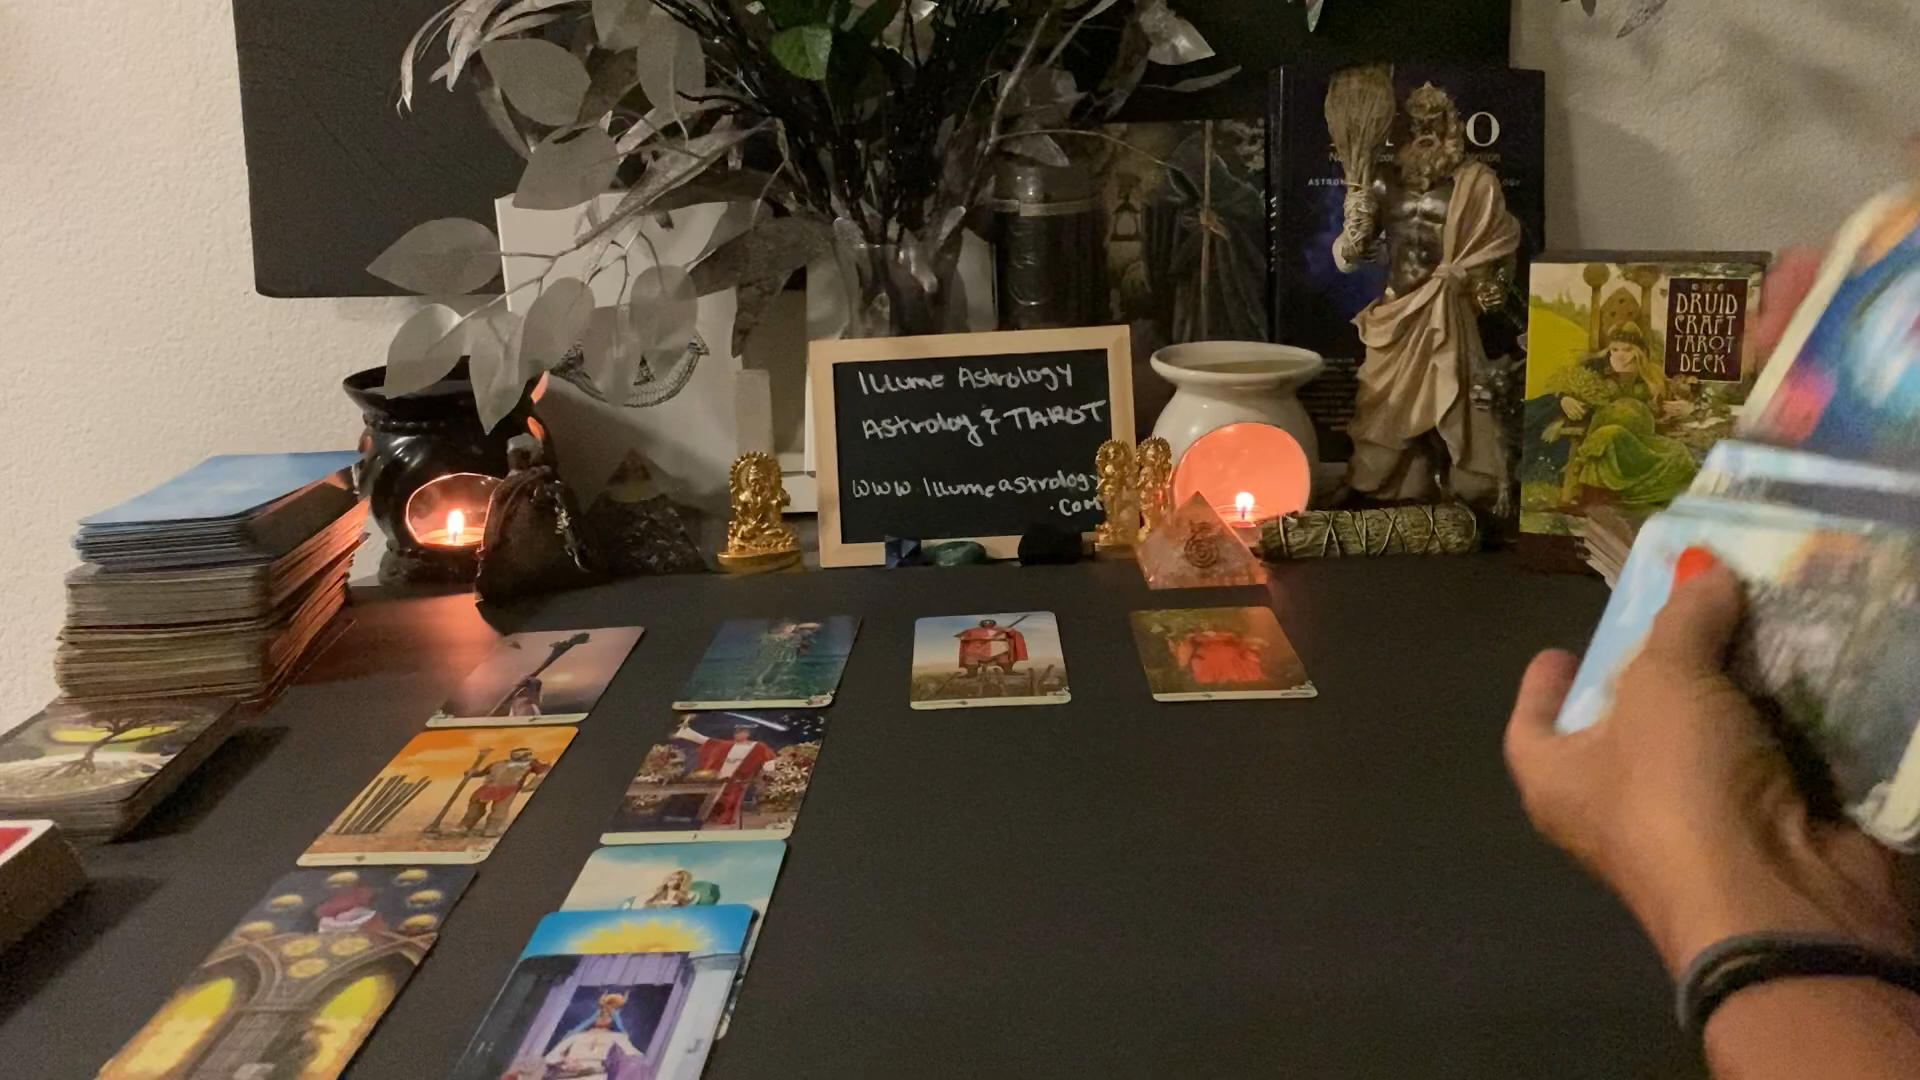 Illume Astrology
Astrology & TAROT
www.illumeastrology
.com
DRUID
CRAFT
TAROT
DECK